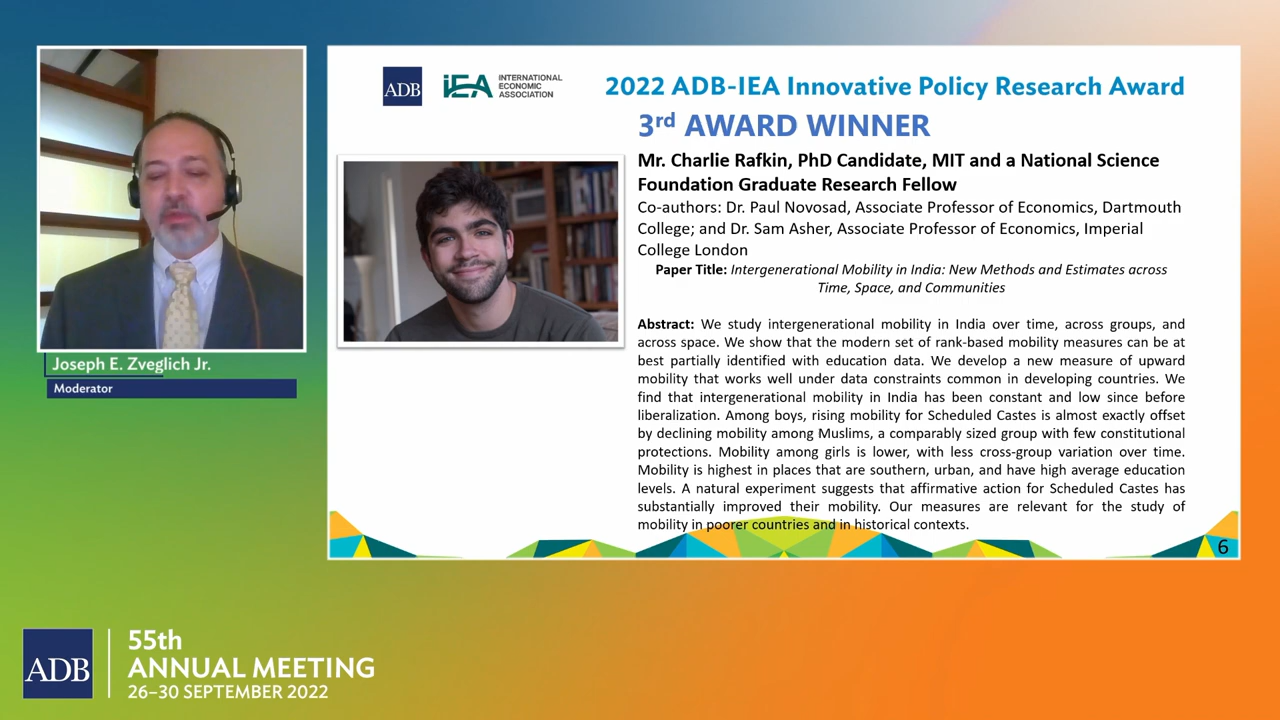 Joseph E. Zveglich Jr.
Moderator
ADB
iEA
INTERNATIONAL
ECONOMIC
ASSOCIATION
2022 ADB-IEA Innovative Policy Research Award
3rd AWARD WINNER
Mr. Charlie Rafkin, PhD Candidate, MIT and a National Science
Foundation Graduate Research Fellow
Co-authors: Dr. Paul Novosad, Associate Professor of Economics, Dartmouth
College; and Dr. Sam Asher, Associate Professor of Economics, Imperial
College London
Paper Title: Intergenerational Mobility in India: New Methods and Estimates across
Time, Space, and Communities
Abstract: We study intergenerational mobility in India over time, across groups, and
across space. We show that the modern set of rank-based mobility measures can be at
best partially identified with education data. We develop a new measure of upward
mobility that works well under data constraints common in developing countries. We
find that intergenerational mobility in India has been constant and low since before
liberalization. Among boys, rising mobility for Scheduled Castes is almost exactly offset
by declining mobility among Muslims, a comparably sized group with few constitutional
protections. Mobility among girls is lower, with less cross-group variation over time.
Mobility is highest in places that are southern, urban, and have high average education
levels. A natural experiment suggests that affirmative action for Scheduled Castes has
substantially improved their mobility. Our measures are relevant for the study of
mobility in poorer countries and in historical contexts.
6
ADB
55th
ANNUAL MEETING
26–30 SEPTEMBER 2022